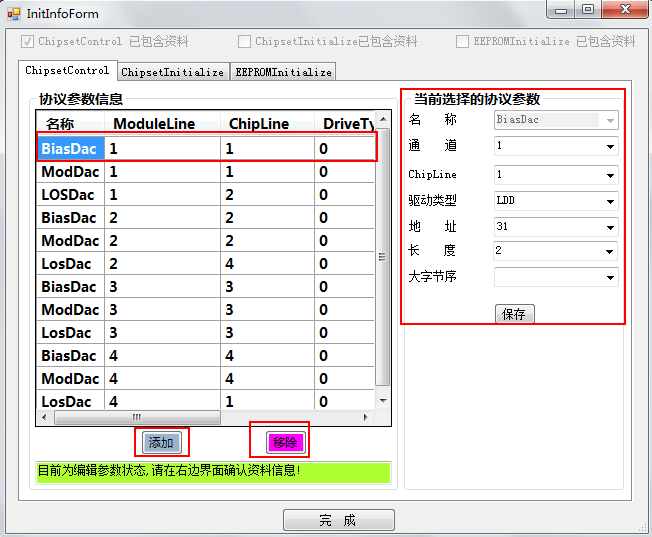 InitInfoForm
ChipsetControl 已包含资料 ChipsetInitialize已包含资料 EEPROMInitialize 已包含资料
ChipsetControl ChipsetInitialize EEPROMInitialize
协议参数信息
名称 ModuleLine ChipLine DriveTy
BiasDac 1 1 0
ModDac 1 1 0
LOSDac 1 2 0
BiasDac 2 2 0
ModDac 2 2 0
LosDac 2 4 0
BiasDac 3 3 0
ModDac 3 3 0
LosDac 3 3 0
BiasDac 4 4 0
ModDac 4 4 0
LosDac 4 1 0
添加 移除
目前为编辑参数状态,请在右边界面确认资料信息!
当前选择的协议参数
名 称 BiasDac
通 道 1
ChipLine 1
驱动类型 LDD
地 址 31
长 度 2
大字节序
保存
完 成